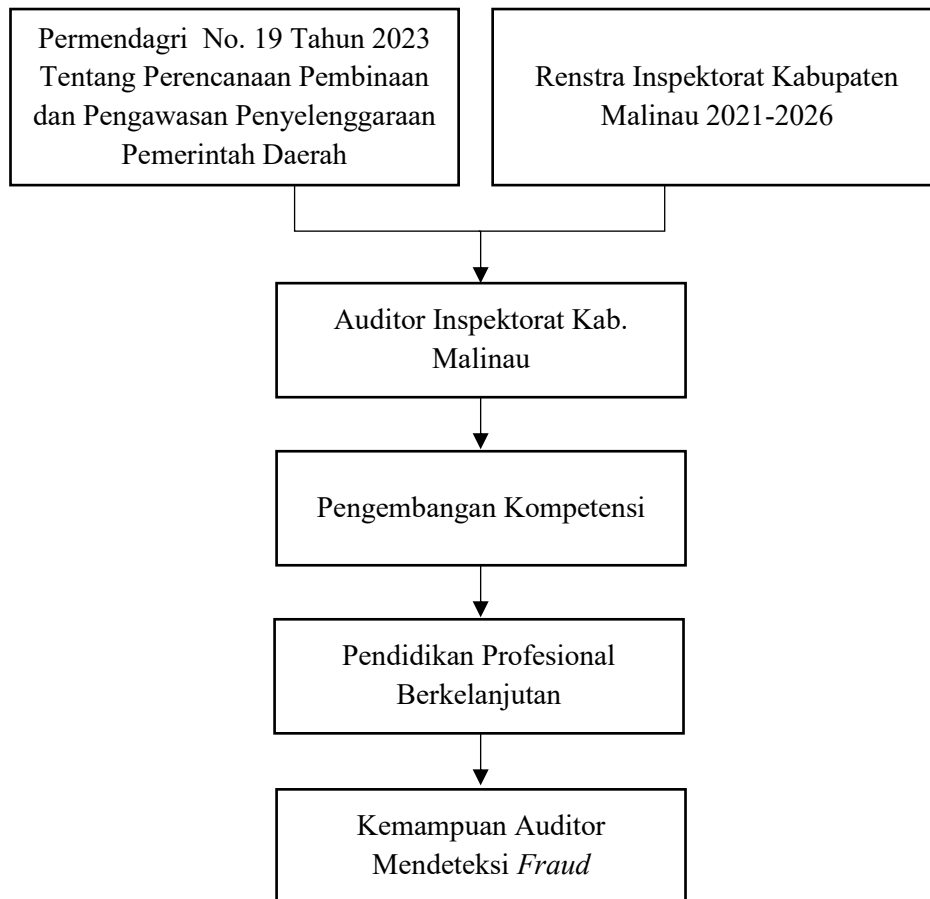 Permendagri No. 19 Tahun 2023
Tentang Perencanaan Pembinaan
dan Pengawasan Penyelenggaraan
Pemerintah Daerah
Renstra Inspektorat Kabupaten
Malinau 2021-2026
Auditor Inspektorat Kab.
Malinau
Pengembangan Kompetensi
Pendidikan Profesional
Berkelanjutan
Kemampuan Auditor
Mendeteksi Fraud